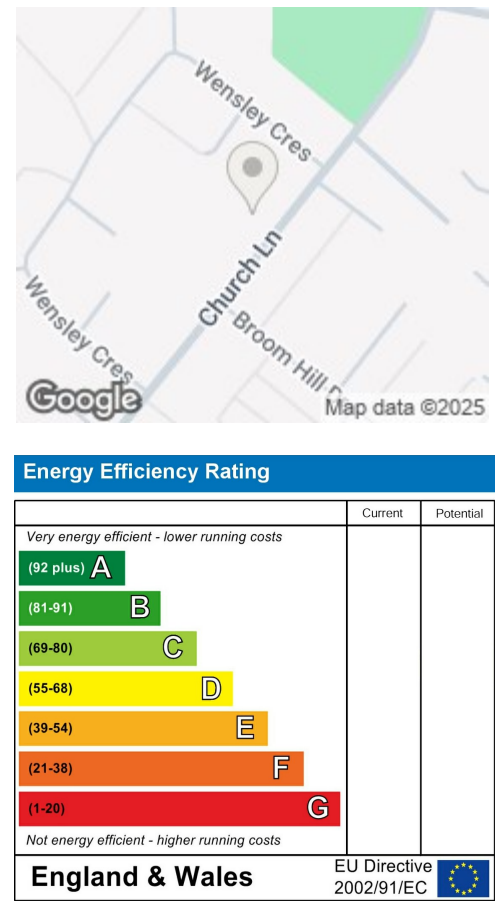 Wensley Cres
Church Ln
Wensley Cres
Broom Hill
Google
Map data ©2025
Energy Efficiency Rating
Current Potential
Very energy efficient - lower running costs
(92 plus) A
(81-91) B
(69-80) C
(55-68) D
(39-54) E
(21-38) F
(1-20) G
Not energy efficient - higher running costs
England & Wales
EU Directive
2002/91/EC